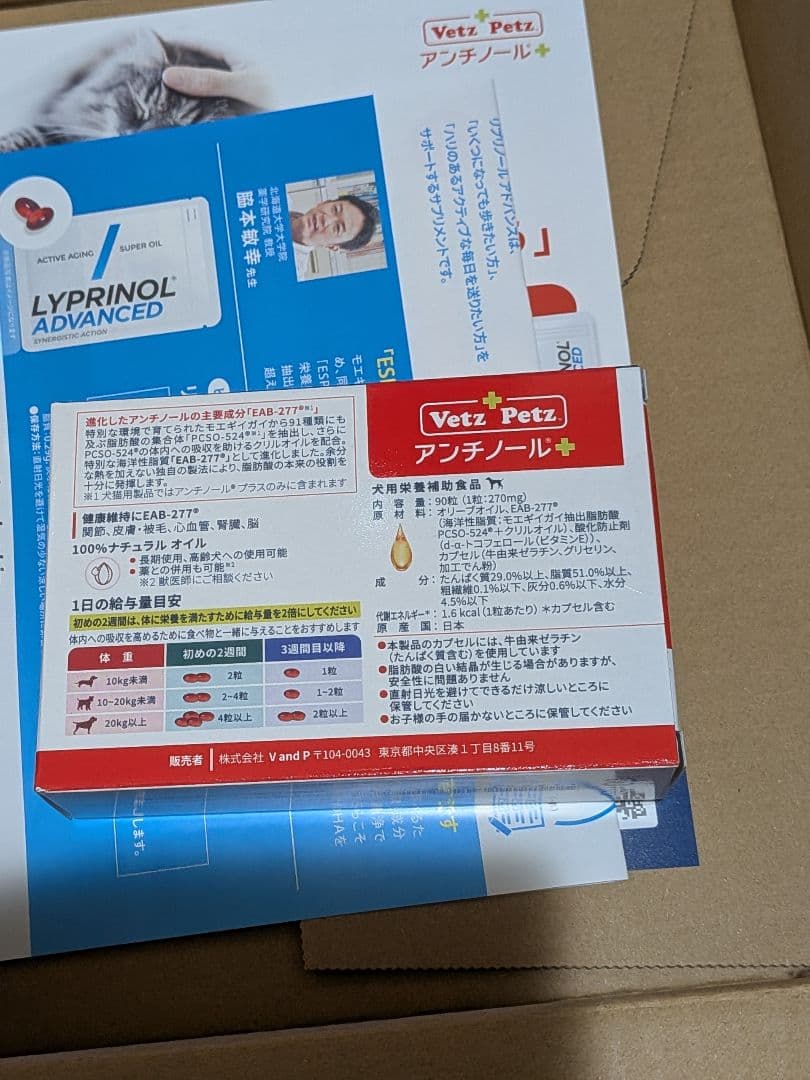 Vetz Petz
アンチノール+
リプリノール アドバンスは、
「いくつになっても歩きたい方」、
「ハリのあるアクティブな毎日を送りたい方」を
サポートするサプリメントです。
北海道大学大学院
薬学研究院 教授
脇本敏幸先生
ACTIVE AGING
SUPER OIL
LYPRINOL®
ADVANCED
SYNERGISTIC ACTION
進化したアンチノールの主要成分「EAB-277®※1」
特別な環境で育てられたモエギイガイから91種類にも
及ぶ脂肪酸の集合体「PCSO-524®※1」を抽出し、さらに
PCSO-524®の体内への吸収を助けるクリルオイルを配合。
特別な海洋性脂質「EAB-277®」として進化しました。余分
な熱を加えない独自の製法により、脂肪酸の本来の役割を
十分に発揮します。
※1 犬猫用製品ではアンチノール® プラスのみに含まれます
健康維持にEAB-277®
関節、皮膚・被毛、心血管、腎臓、脳
100%ナチュラル オイル
● 長期使用、高齢犬への使用可能
● 薬との併用も可能※2
※2 獣医師にご相談ください
1日の給与量目安
初めの2週間は、体に栄養を満たすために給与量を2倍にしてください
体内への吸収を高めるために食べ物と一緒に与えることをおすすめします
体 重 初めの2週間 3週間目以降
10kg未満 2粒 1粒
10~20kg未満 2~4粒 1~2粒
20kg以上 4粒以上 2粒以上
Vetz Petz
アンチノール®+
犬用栄養補助食品
内 容 量：90粒 (1粒：270mg)
原 材 料：オリーブオイル、EAB-277®
(海洋性脂質：モエギイガイ抽出脂肪酸
PCSO-524®＋クリルオイル)、酸化防止剤
(d-α-トコフェロール(ビタミンE))、
カプセル(牛由来ゼラチン、グリセリン、
加工でん粉)
成 分：たんぱく質29.0%以上、脂質51.0%以上、
粗繊維0.1%以下、灰分0.6%以下、水分
4.5%以下
代謝エネルギー*：1.6 kcal (1粒あたり) *カプセル含む
原 産 国：日本
●本製品のカプセルには、牛由来ゼラチン
(たんぱく質含む)を使用しています
●脂肪酸の白い結晶が生じる場合がありますが、
安全性に問題ありません
●直射日光を避けてできるだけ涼しいところに
保管してください
●お子様の手の届かないところに保管してください
販売者 株式会社 V and P 〒104-0043 東京都中央区湊1丁目8番11号